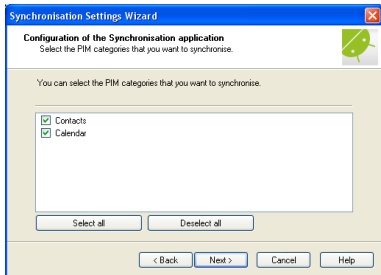 Synchronisation Settings Wizard
Configuration of the Synchronisation application
Select the PIM categories that you want to synchronise.
You can select the PIM categories that you want to synchronise.
Contacts
Calendar
Select all
Deselect all
< Back
Next >
Cancel
Help